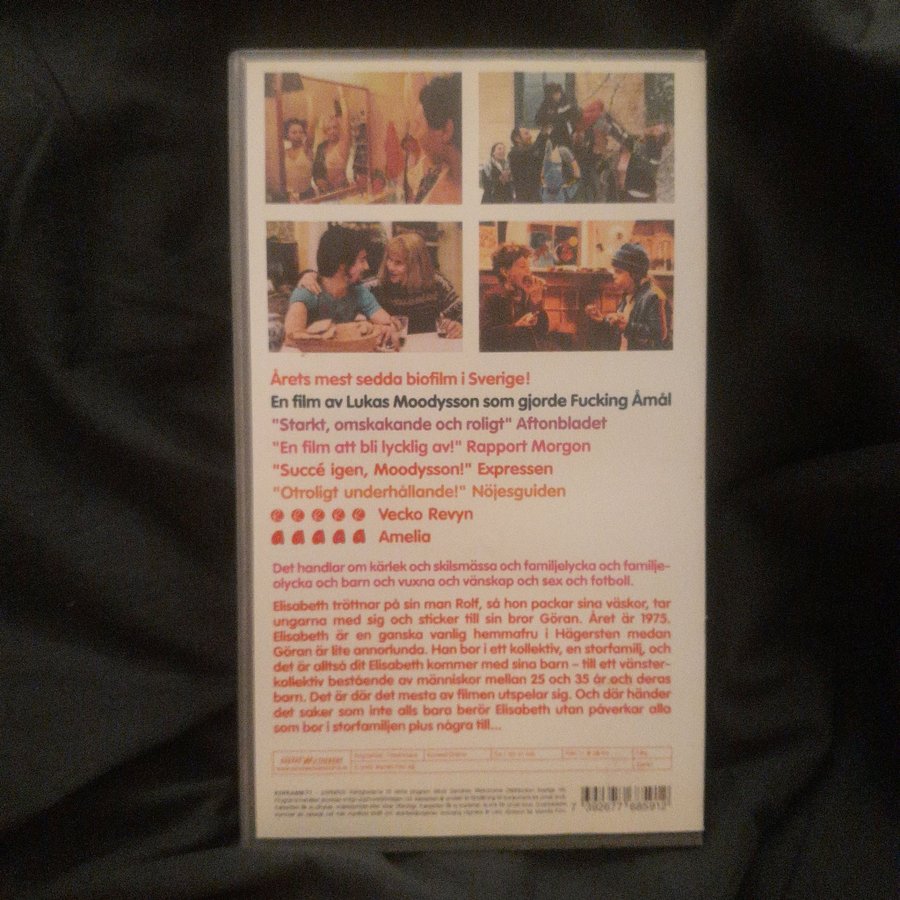 Årets mest sedda biofilm i Sverige!
En film av Lukas Moodysson som gjorde Fucking Åmål
"Starkt, omskakande och roligt" Aftonbladet
"En film att bli lycklig av!" Rapport Morgon
"Succé igen, Moodysson!" Expressen
"Otroligt underhållande!" Nöjesguiden
Vecko Revyn
Amelia
Det handlar om kärlek och skilsmässa och familjelycka och familje-
olycka och barn och vuxna och vänskap och sex och fotboll.
Elisabeth tröttnar på sin man Rolf, så hon packar sina väskor, tar
ungarna med sig och sticker till sin bror Göran. Året är 1975.
Elisabeth är en ganska vanlig hemmafru i Hägersten medan
Göran är lite annorlunda. Han bor i ett kollektiv, en storfamilj, och
det är alltså dit Elisabeth kommer med sina barn – till ett vänster-
kollektiv bestående av människor mellan 25 och 35 år och deras
barn. Det är där det mesta av filmen utspelar sig. Och där händer
det saker som inte alls bara berör Elisabeth utan påverkar alla
som bor i storfamiljen plus några till...
7 392677 885912